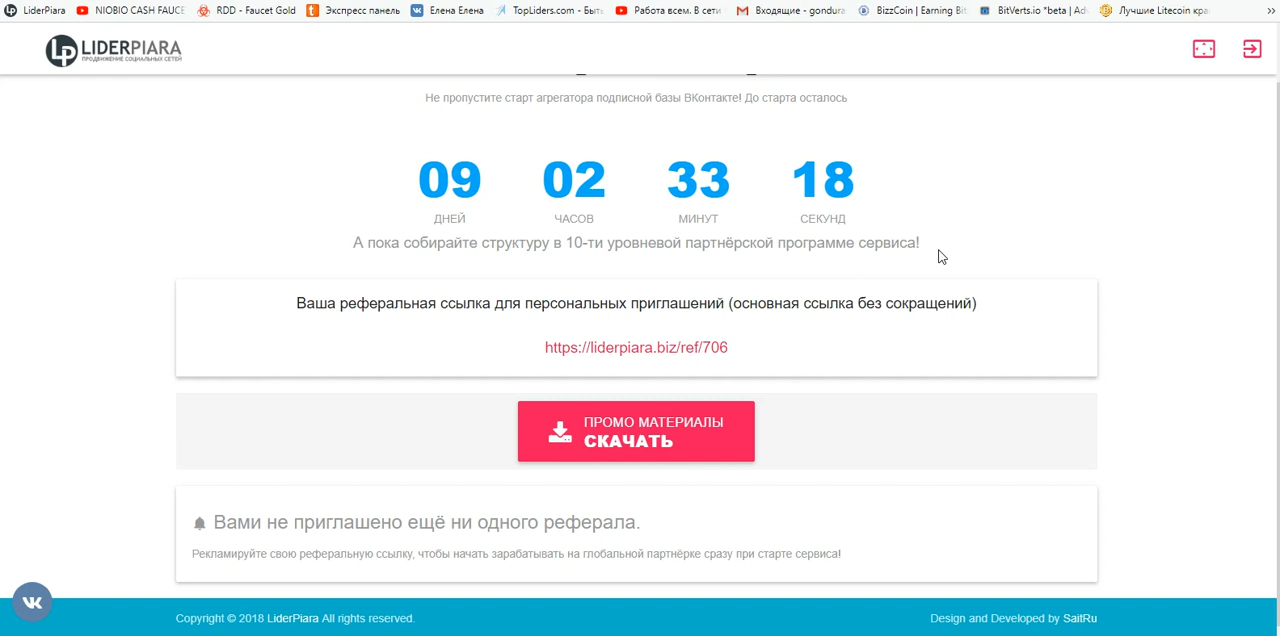 LiderPiara NIOBIO CASH FAUCE RDD - Faucet Gold Экспресс панель Елена Елена TopLiders.com - Быть Работа всем. В сети Входящие - gondura BizzCoin | Earning Bit BitVerts.io *beta | Adv Лучшие Litecoin кра »
LP LIDERPIARA
ПРОДВИЖЕНИЕ СОЦИАЛЬНЫХ СЕТЕЙ
Не пропустите старт агрегатора подписной базы ВКонтакте! До старта осталось
09 02 33 18
ДНЕЙ ЧАСОВ МИНУТ СЕКУНД
А пока собирайте структуру в 10-ти уровневой партнёрской программе сервиса!
Ваша реферальная ссылка для персональных приглашений (основная ссылка без сокращений)
https://liderpiara.biz/ref/706
ПРОМО МАТЕРИАЛЫ
СКАЧАТЬ
Вами не приглашено ещё ни одного реферала.
Рекламируйте свою реферальную ссылку, чтобы начать зарабатывать на глобальной партнёрке сразу при старте сервиса!
Copyright © 2018 LiderPiara All rights reserved. Design and Developed by SaitRu